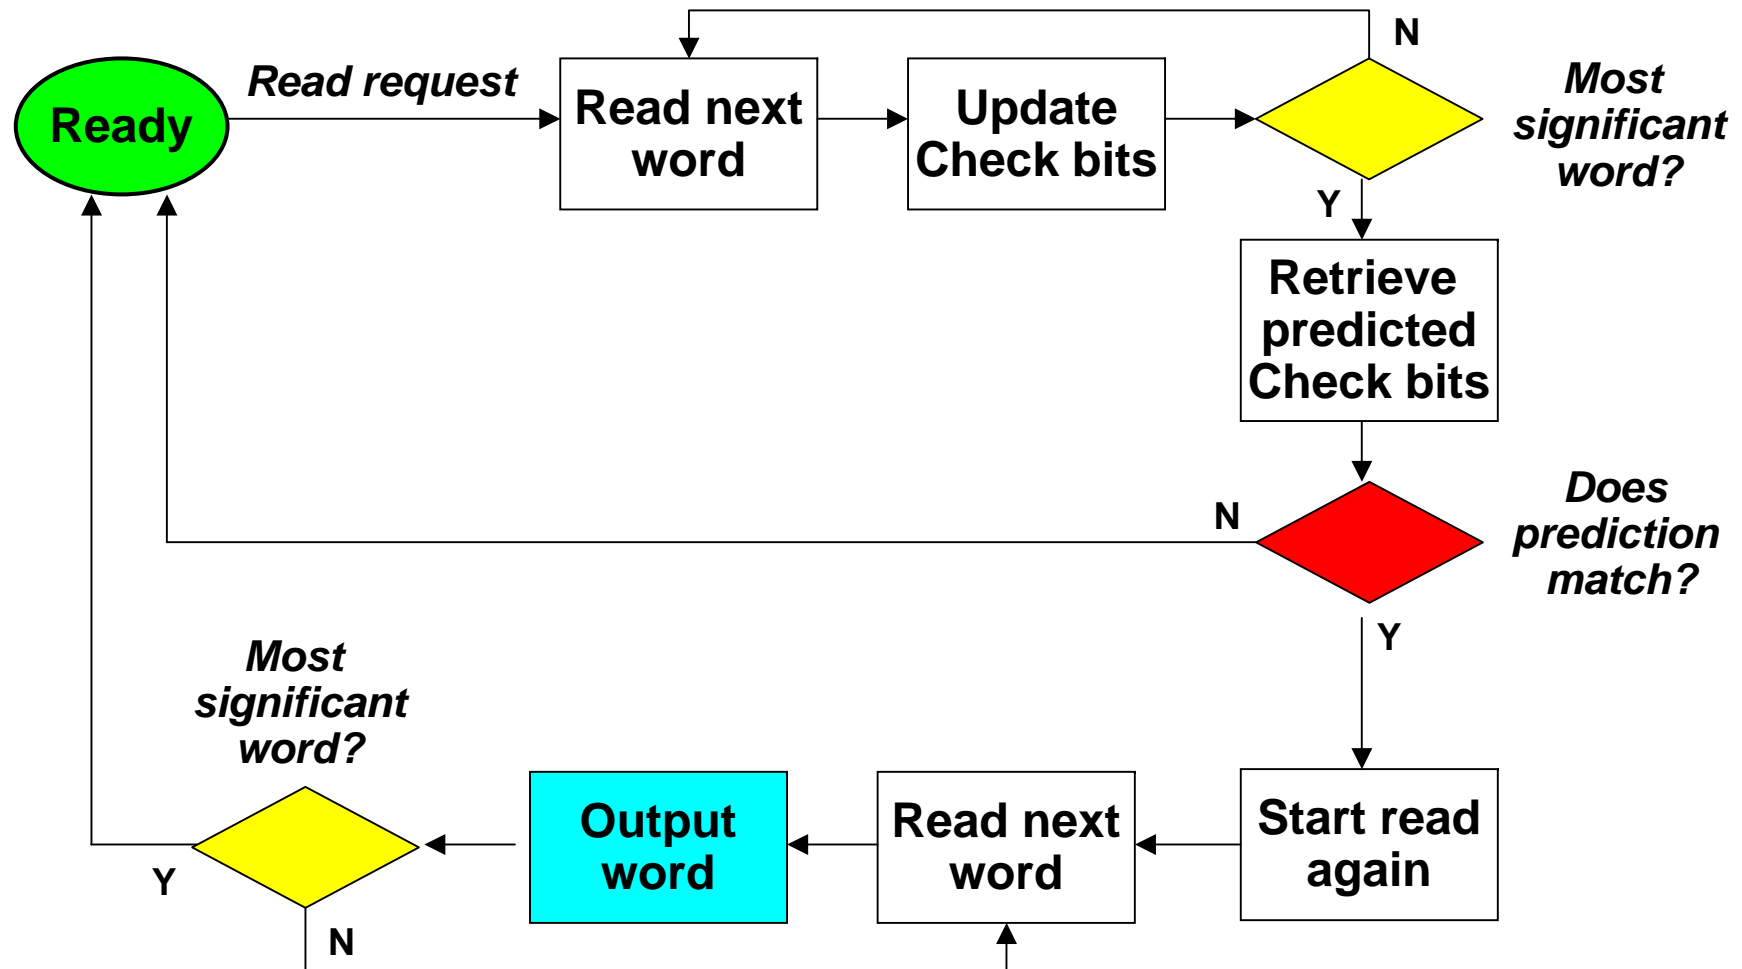 N
Read request
Ready
Read next
word
Update
Check bits
Most
significant
word?
Y
Retrieve
predicted
Check bits
N
Does
prediction
match?
Y
Most
significant
word?
Output
word
Read next
word
Start read
again
Y
N